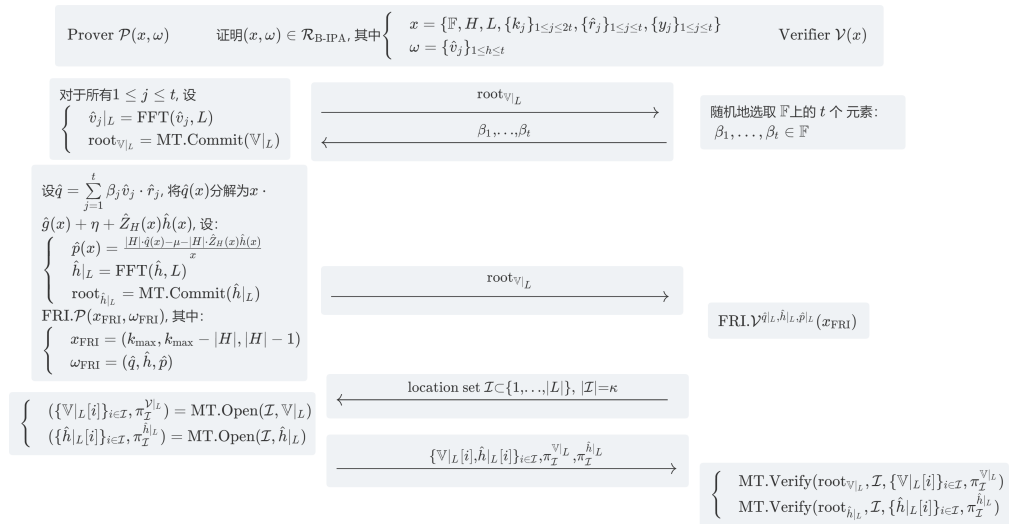 Prover 𝒫(x, ω) 证明(x, ω) ∈ ℛ_B-IPA, 其中 { x = {𝔽, H, L, {k_j}_{1≤j≤2t}, {r̂_j}_{1≤j≤t}, {y_j}_{1≤j≤t}} Verifier 𝒱(x)
ω = {v̂_j}_{1≤h≤t}
对于所有1 ≤ j ≤ t, 设
{ v̂_j|_L = FFT(v̂_j, L)
root_{𝕍|_L} = MT.Commit(𝕍|_L)
root_{𝕍|_L}
β_1,…,β_t
随机地选取 𝔽上的 t 个 元素:
β_1, …, β_t ∈ 𝔽
设q̂ = ∑_{j=1}^{t} β_j v̂_j · r̂_j, 将q̂(x)分解为x ·
ĝ(x) + η + Ẑ_H(x)ĥ(x), 设:
{ p̂(x) = \frac{|H|·q̂(x)−μ−|H|·Ẑ_H(x)ĥ(x)}{x}
ĥ|_L = FFT(ĥ, L)
root_{ĥ|_L} = MT.Commit(ĥ|_L)
FRI.𝒫(x_FRI, ω_FRI), 其中:
{ x_FRI = (k_max, k_max − |H|, |H| − 1)
ω_FRI = (q̂, ĥ, p̂)
root_{𝕍|_L}
FRI.𝒱^{q̂|_L,ĥ|_L,p̂|_L}(x_FRI)
location set ℐ⊂{1,…,|L|}, |ℐ|=κ
{ ({𝕍|_L[i]}_{i∈ℐ}, π_ℐ^{𝒱|_L}) = MT.Open(ℐ, 𝕍|_L)
({ĥ|_L[i]}_{i∈ℐ}, π_ℐ^{ĥ|_L}) = MT.Open(ℐ, ĥ|_L)
{𝕍|_L[i],ĥ|_L[i]}_{i∈ℐ},π_ℐ^{𝕍|_L},π_ℐ^{ĥ|_L}
{ MT.Verify(root_{𝕍|_L}, ℐ, {𝕍|_L[i]}_{i∈ℐ}, π_ℐ^{𝕍|_L})
MT.Verify(root_{ĥ|_L}, ℐ, {ĥ|_L[i]}_{i∈ℐ}, π_ℐ^{ĥ|_L})